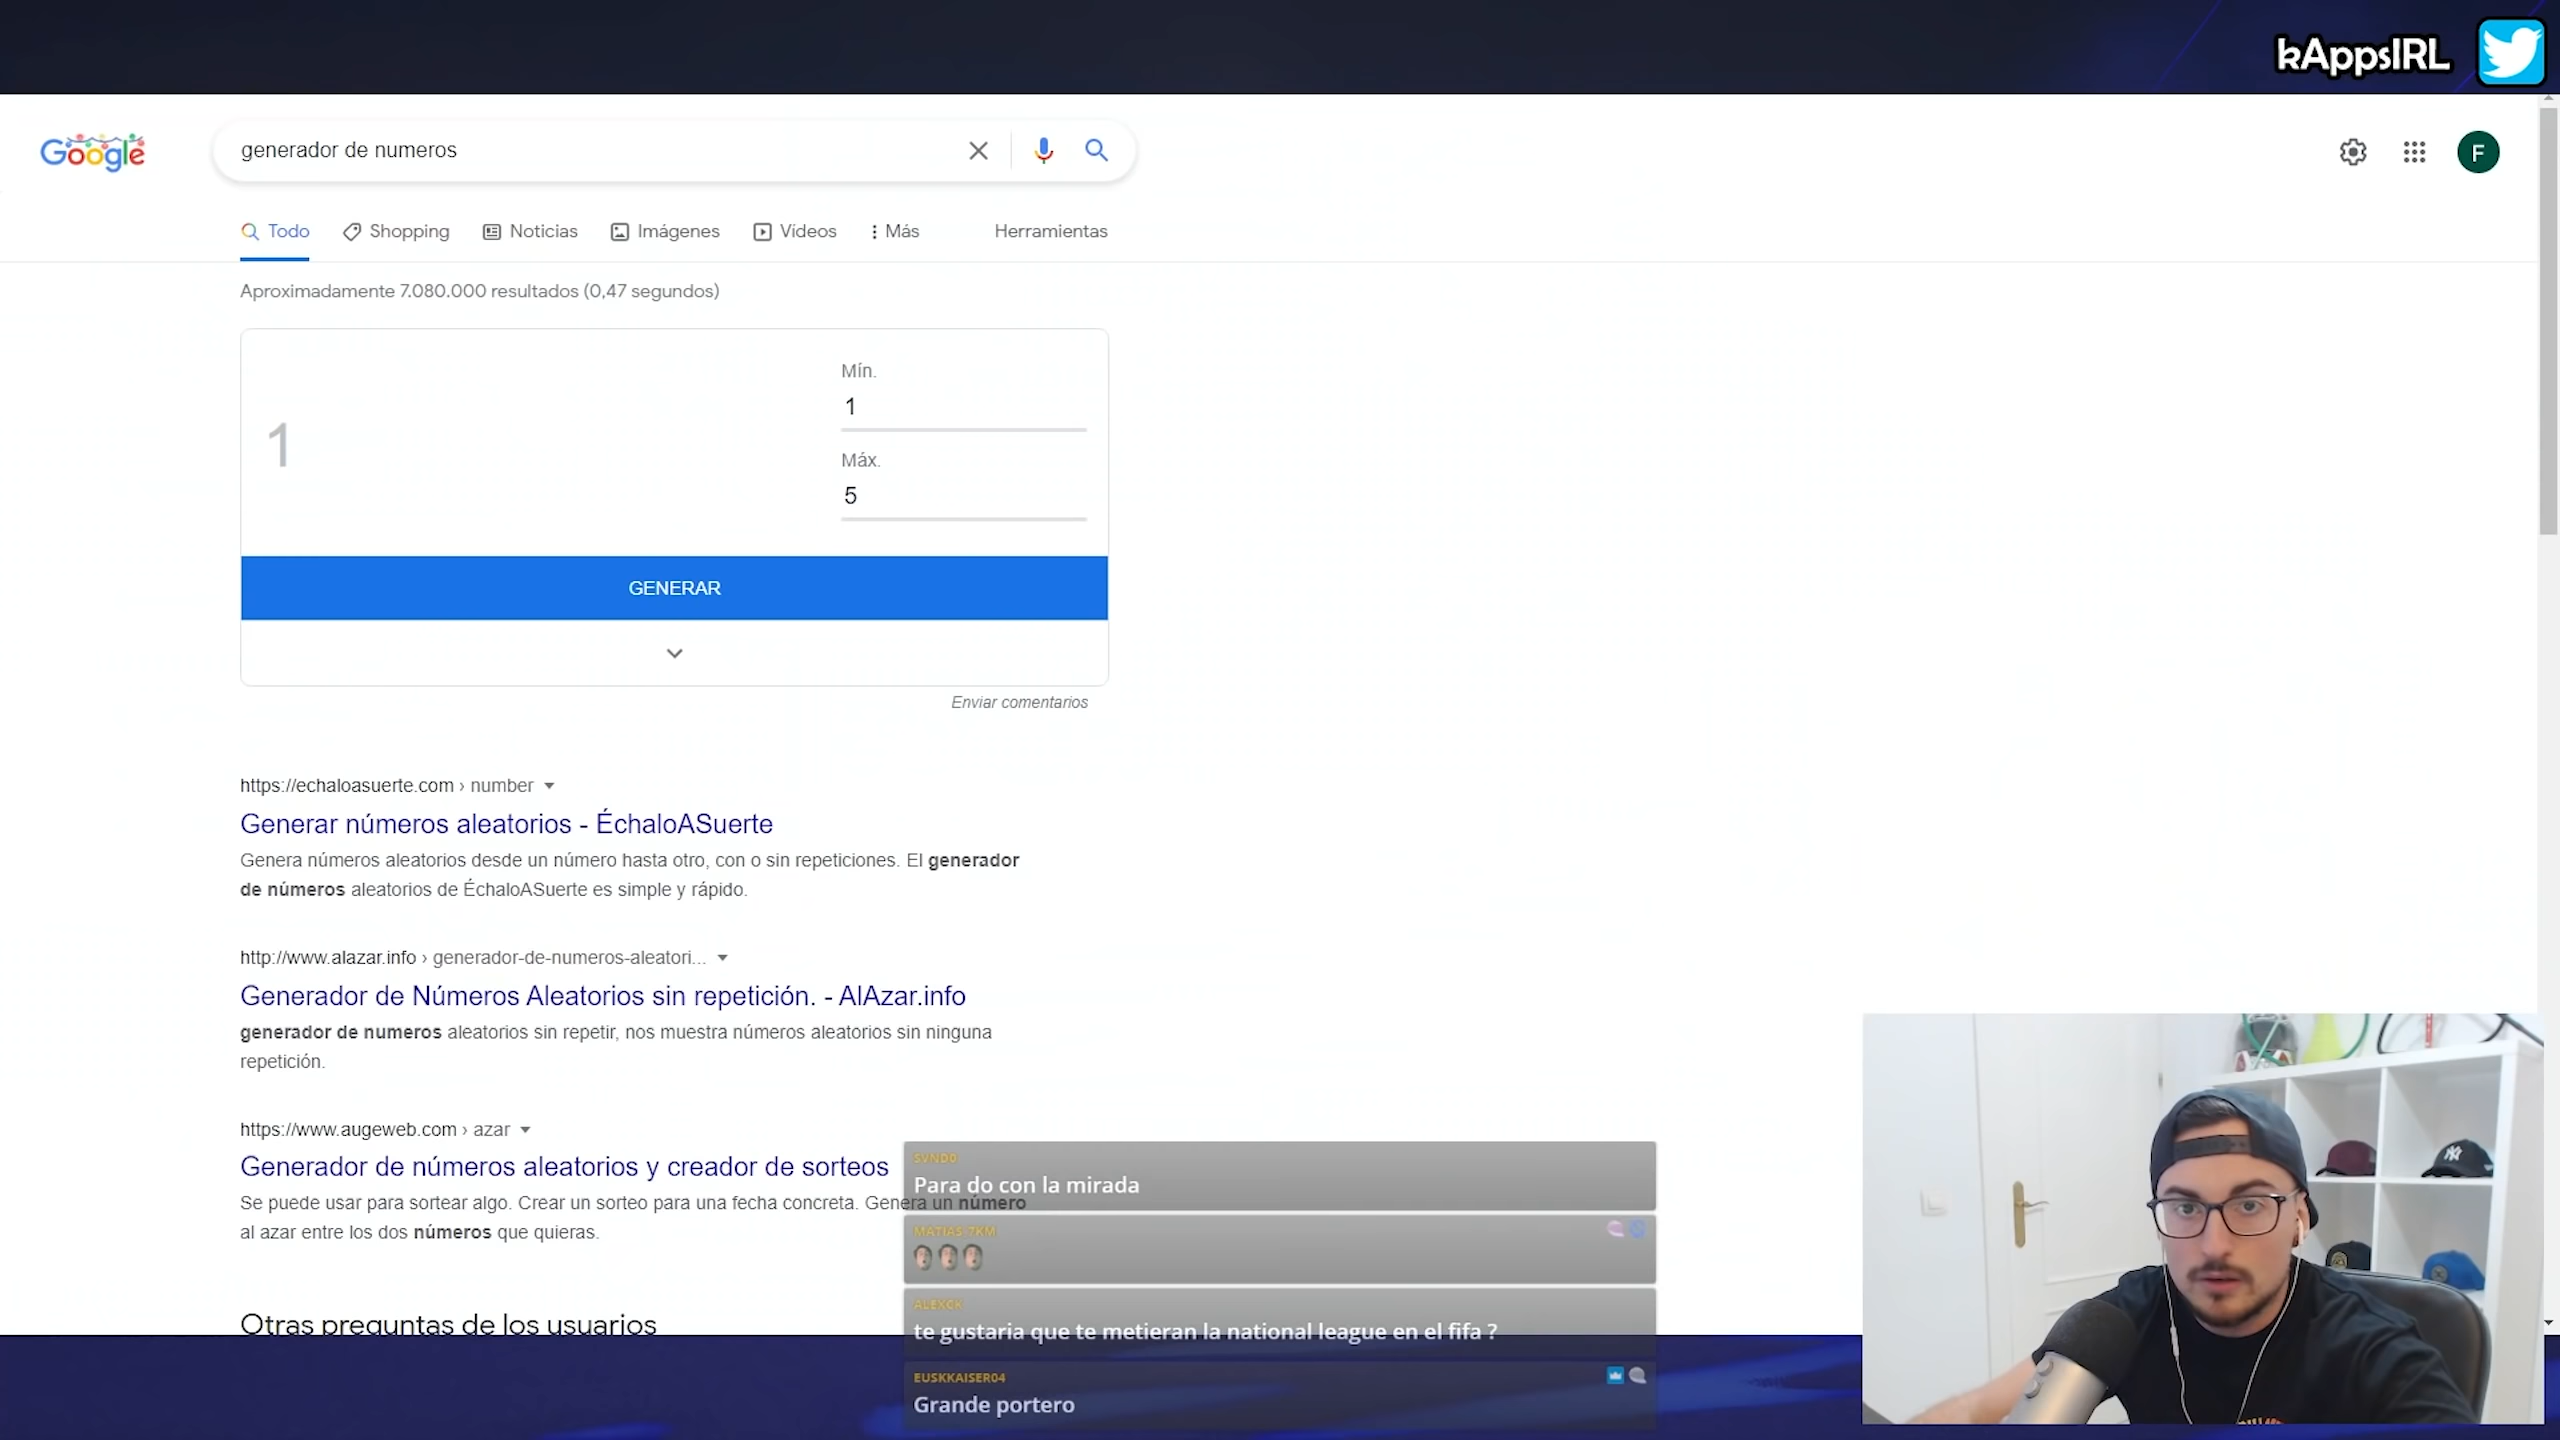 kAppsIRL
Google
generador de numeros
F
Todo
Shopping
Noticias
Imágenes
Vídeos
Más
Herramientas
Aproximadamente 7.080.000 resultados (0,47 segundos)
1
Mín.
1
Máx.
5
GENERAR
Enviar comentarios
https://echaloasuerte.com › number
Generar números aleatorios - ÉchaloASuerte
Genera números aleatorios desde un número hasta otro, con o sin repeticiones. El generador
de números aleatorios de ÉchaloASuerte es simple y rápido.
http://www.alazar.info › generador-de-numeros-aleatori...
Generador de Números Aleatorios sin repetición. - AlAzar.info
generador de numeros aleatorios sin repetir, nos muestra números aleatorios sin ninguna
repetición.
https://www.augeweb.com › azar
Generador de números aleatorios y creador de sorteos
Se puede usar para sortear algo. Crear un sorteo para una fecha concreta. Genera un número
al azar entre los dos números que quieras.
Otras preguntas de los usuarios
Para do con la mirada
MATIAS 7KM
ALEXCK
te gustaria que te metieran la national league en el fifa ?
EUSKKAISER04
Grande portero